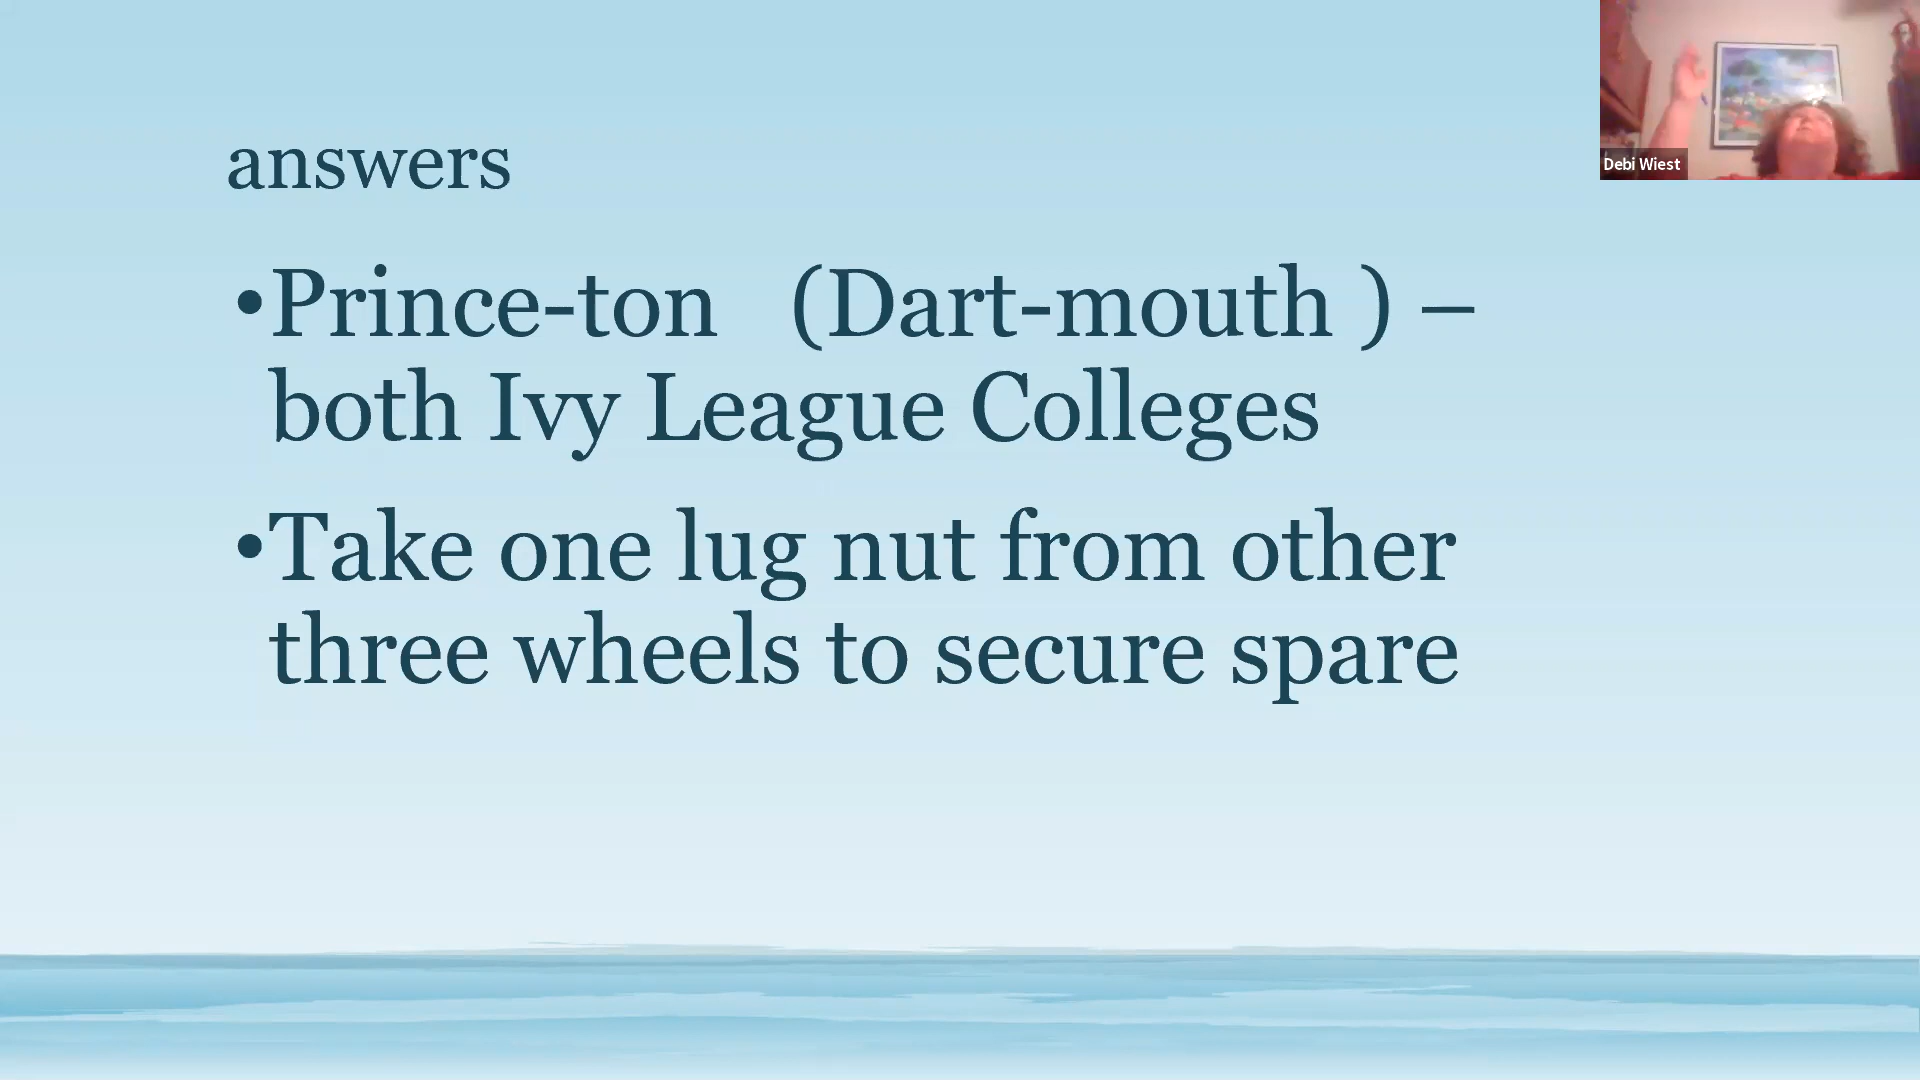 answers
•Prince-ton (Dart-mouth ) –
both Ivy League Colleges
•Take one lug nut from other
three wheels to secure spare
Debi Wiest